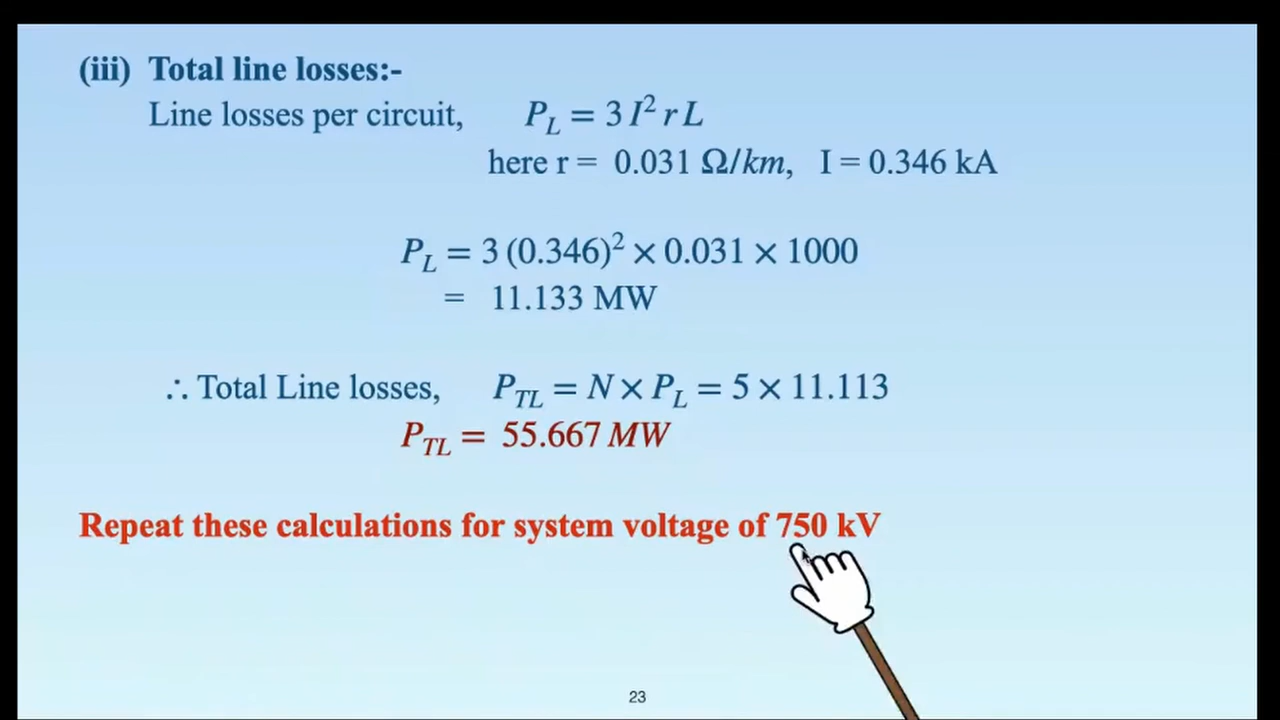 (iii) Total line losses:-
Line losses per circuit, P_L = 3 I² r L
here r = 0.031 Ω/km, I = 0.346 kA
P_L = 3 (0.346)² × 0.031 × 1000
= 11.133 MW
∴ Total Line losses, P_TL = N × P_L = 5 × 11.113
P_TL = 55.667 MW
Repeat these calculations for system voltage of 750 kV
23